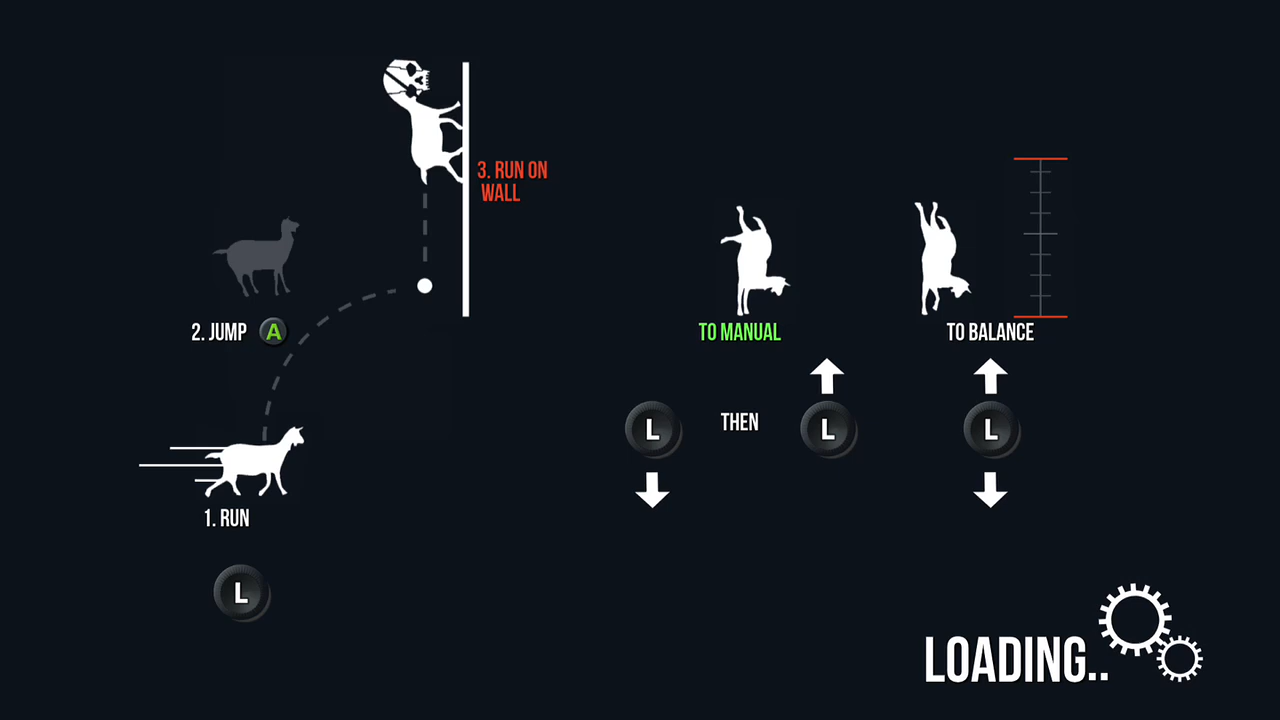 3. RUN ON
WALL
2. JUMP A
TO MANUAL
TO BALANCE
L THEN L
L
1. RUN
L
LOADING..